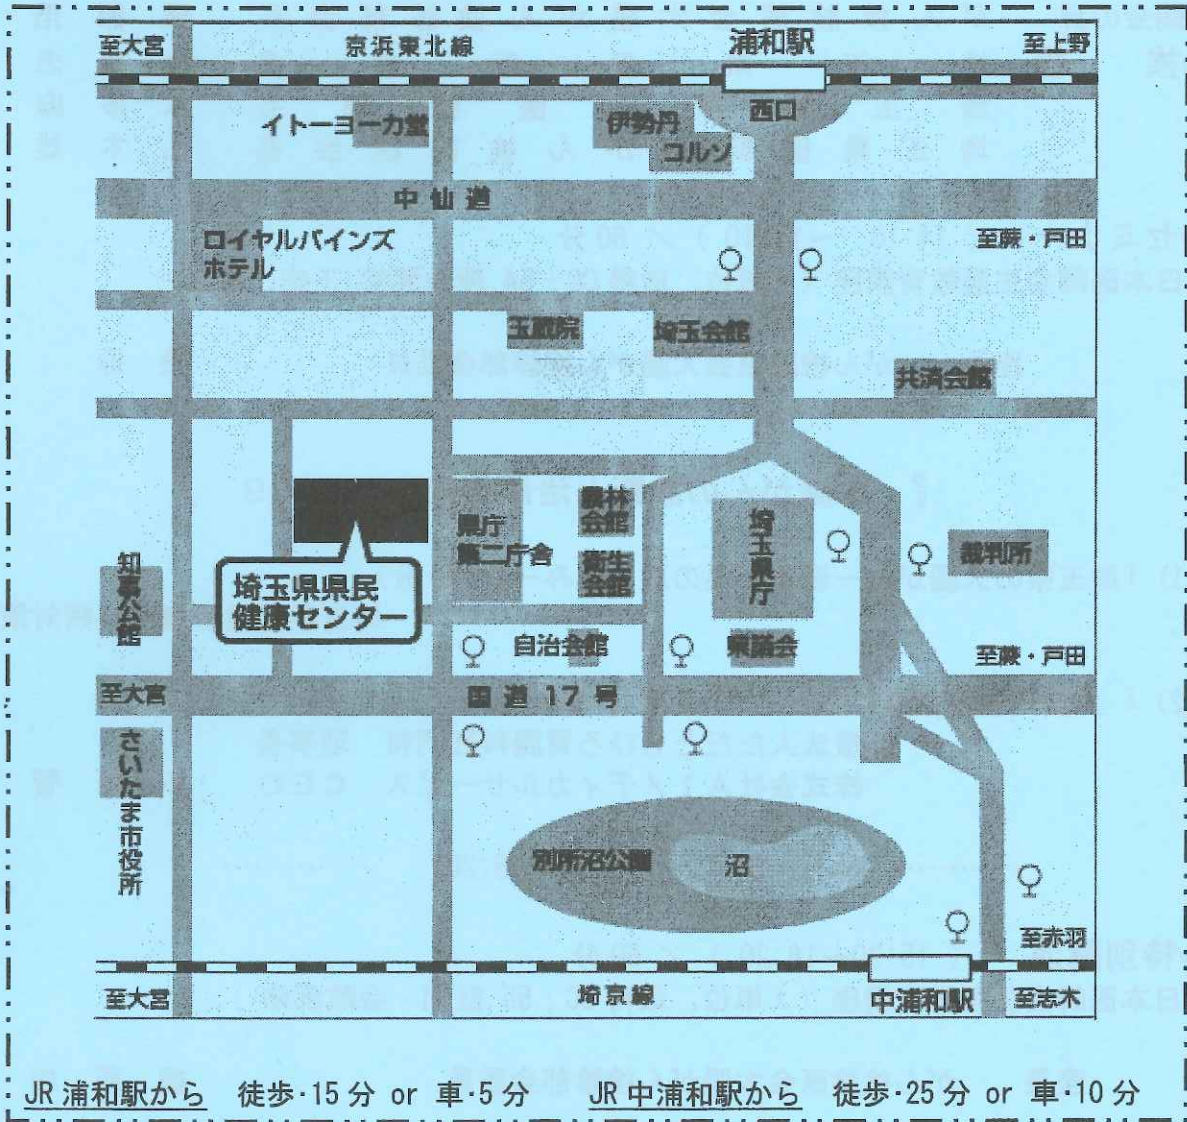 至大宮
京浜東北線
浦和駅
至上野
西口
イトーヨーカ堂
伊勢丹
コルソ
中仙道
ロイヤルパインズ
ホテル
至蕨・戸田
玉蔵院
埼玉会館
共済会館
県庁
第二庁舎
農林
会館
衛生
会館
埼玉県庁
裁判所
知事公館
埼玉県県民
健康センター
自治会館
県議会
至蕨・戸田
至大宮
国道17号
さいたま市役所
別所沼公園
沼
至赤羽
至大宮
埼京線
中浦和駅
至志木
JR浦和駅から 徒歩・15分 or 車・5分 JR中浦和駅から 徒歩・25分 or 車・10分